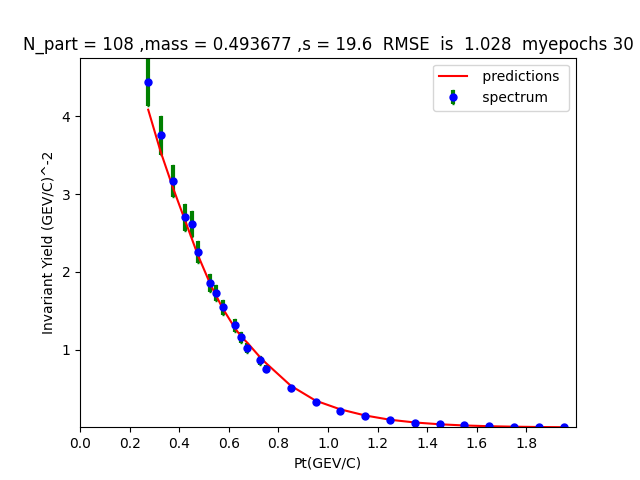 N_part = 108 ,mass = 0.493677 ,s = 19.6  RMSE  is  1.028  myepochs 30
predictions
spectrum
Invariant Yield (GEV/C)^-2
4
3
2
1
0.0 0.2 0.4 0.6 0.8 1.0 1.2 1.4 1.6 1.8
Pt(GEV/C)